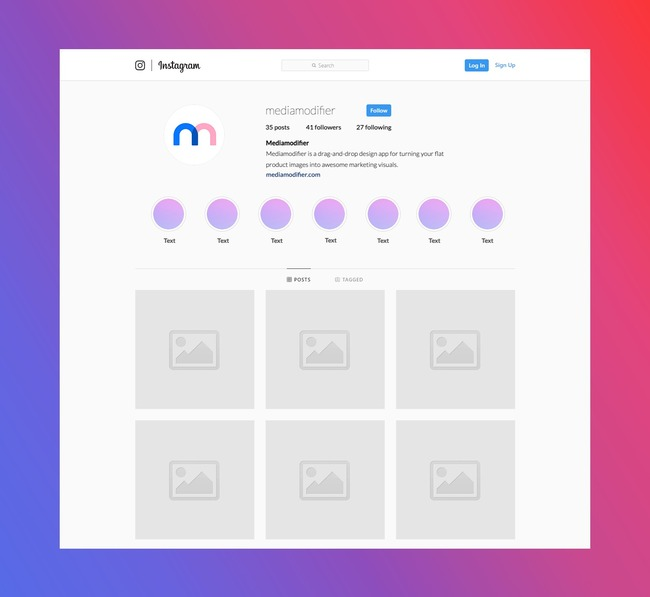 Instagram
Search
Log In
Sign Up
mediamodifier
Follow
35 posts 41 followers 27 following
Mediamodifier
Mediamodifier is a drag-and-drop design app for turning your flat
product images into awesome marketing visuals.
mediamodifier.com
Text Text Text Text Text Text Text
POSTS TAGGED